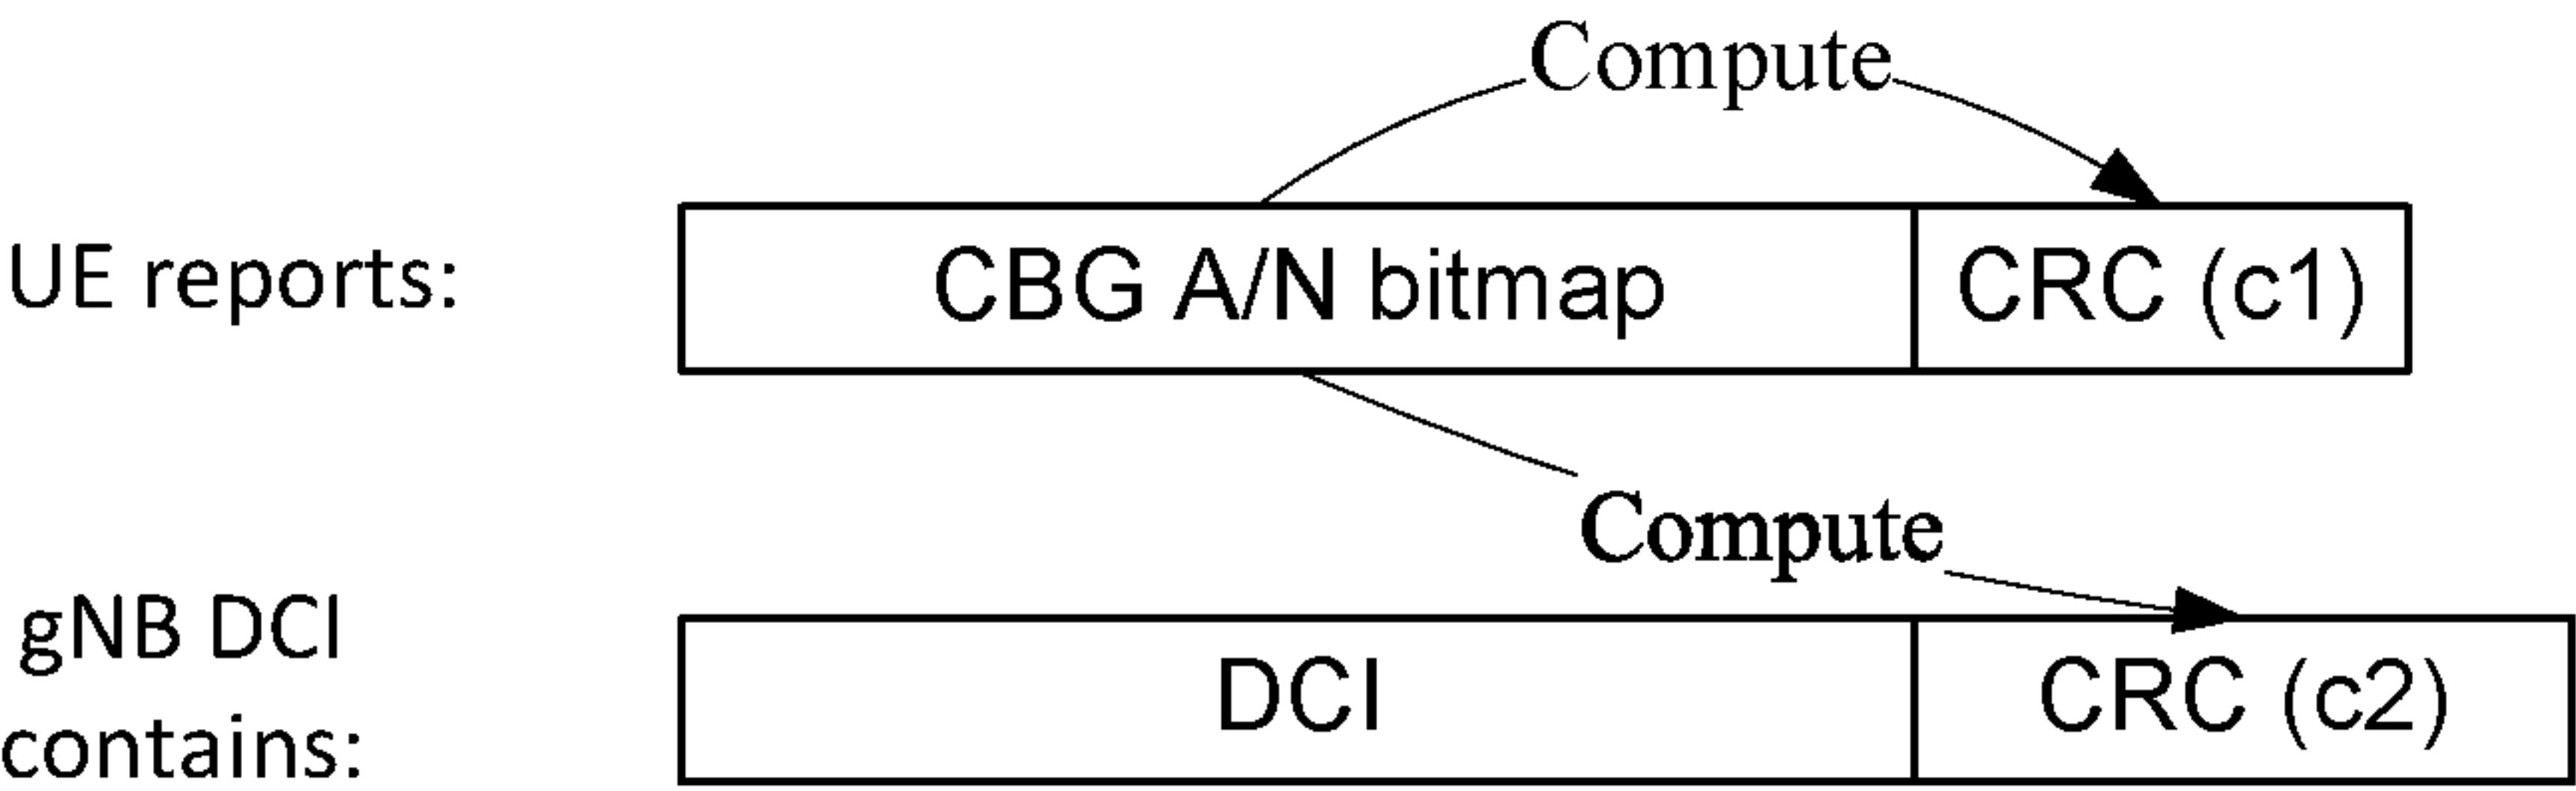 Compute
UE reports:
CBG A/N bitmap
CRC (c1)
Compute
gNB DCI
contains:
DCI
CRC (c2)